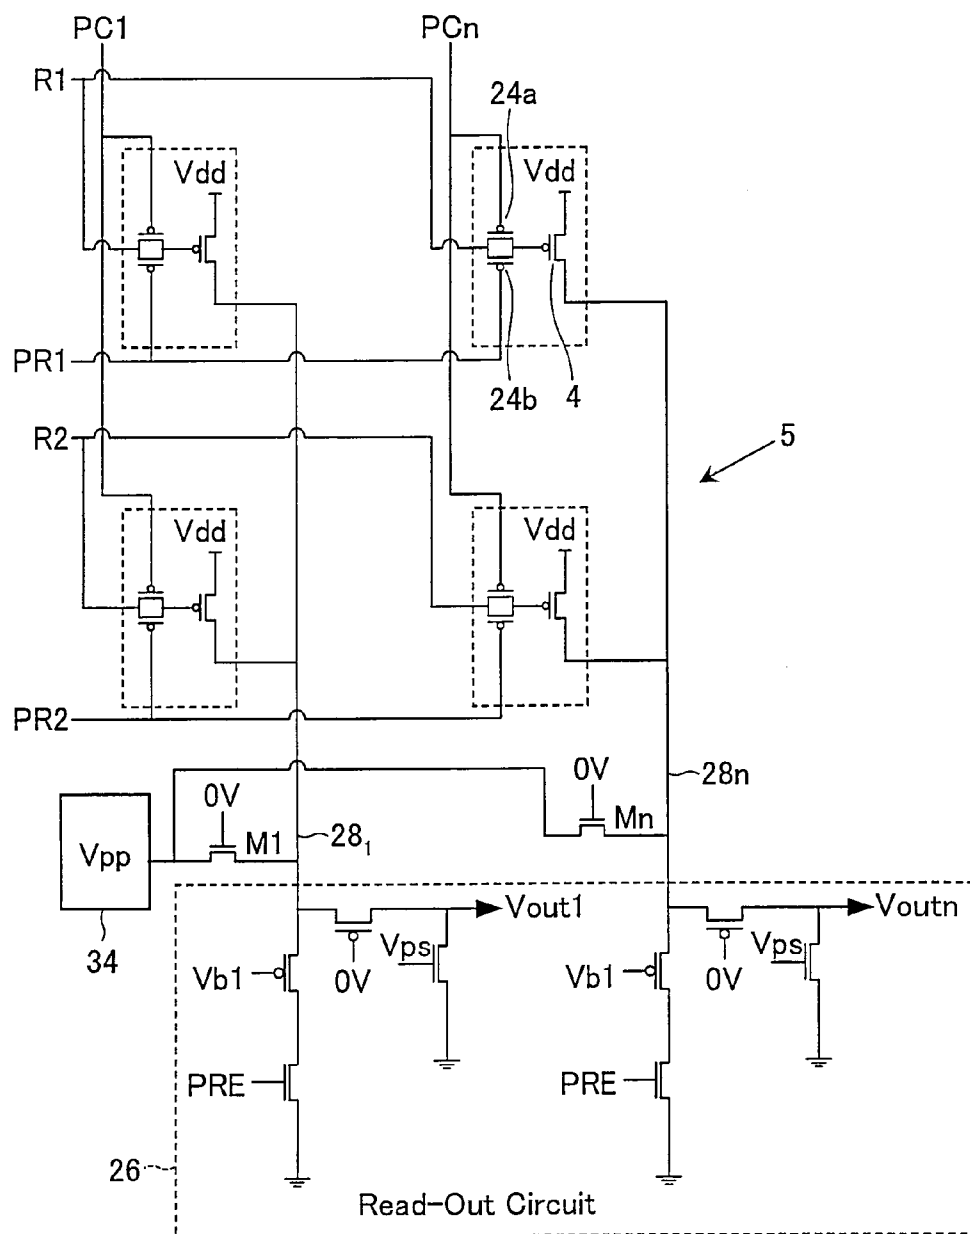 PC1 PCn
R1
24a
Vdd Vdd
PR1
24b 4
R2
5
Vdd Vdd
PR2
28n
0V 0V
Mn
Vpp M1 28₁
34
Vout1 Voutn
Vps Vps
Vb1 0V Vb1 0V
PRE PRE
26
Read-Out Circuit